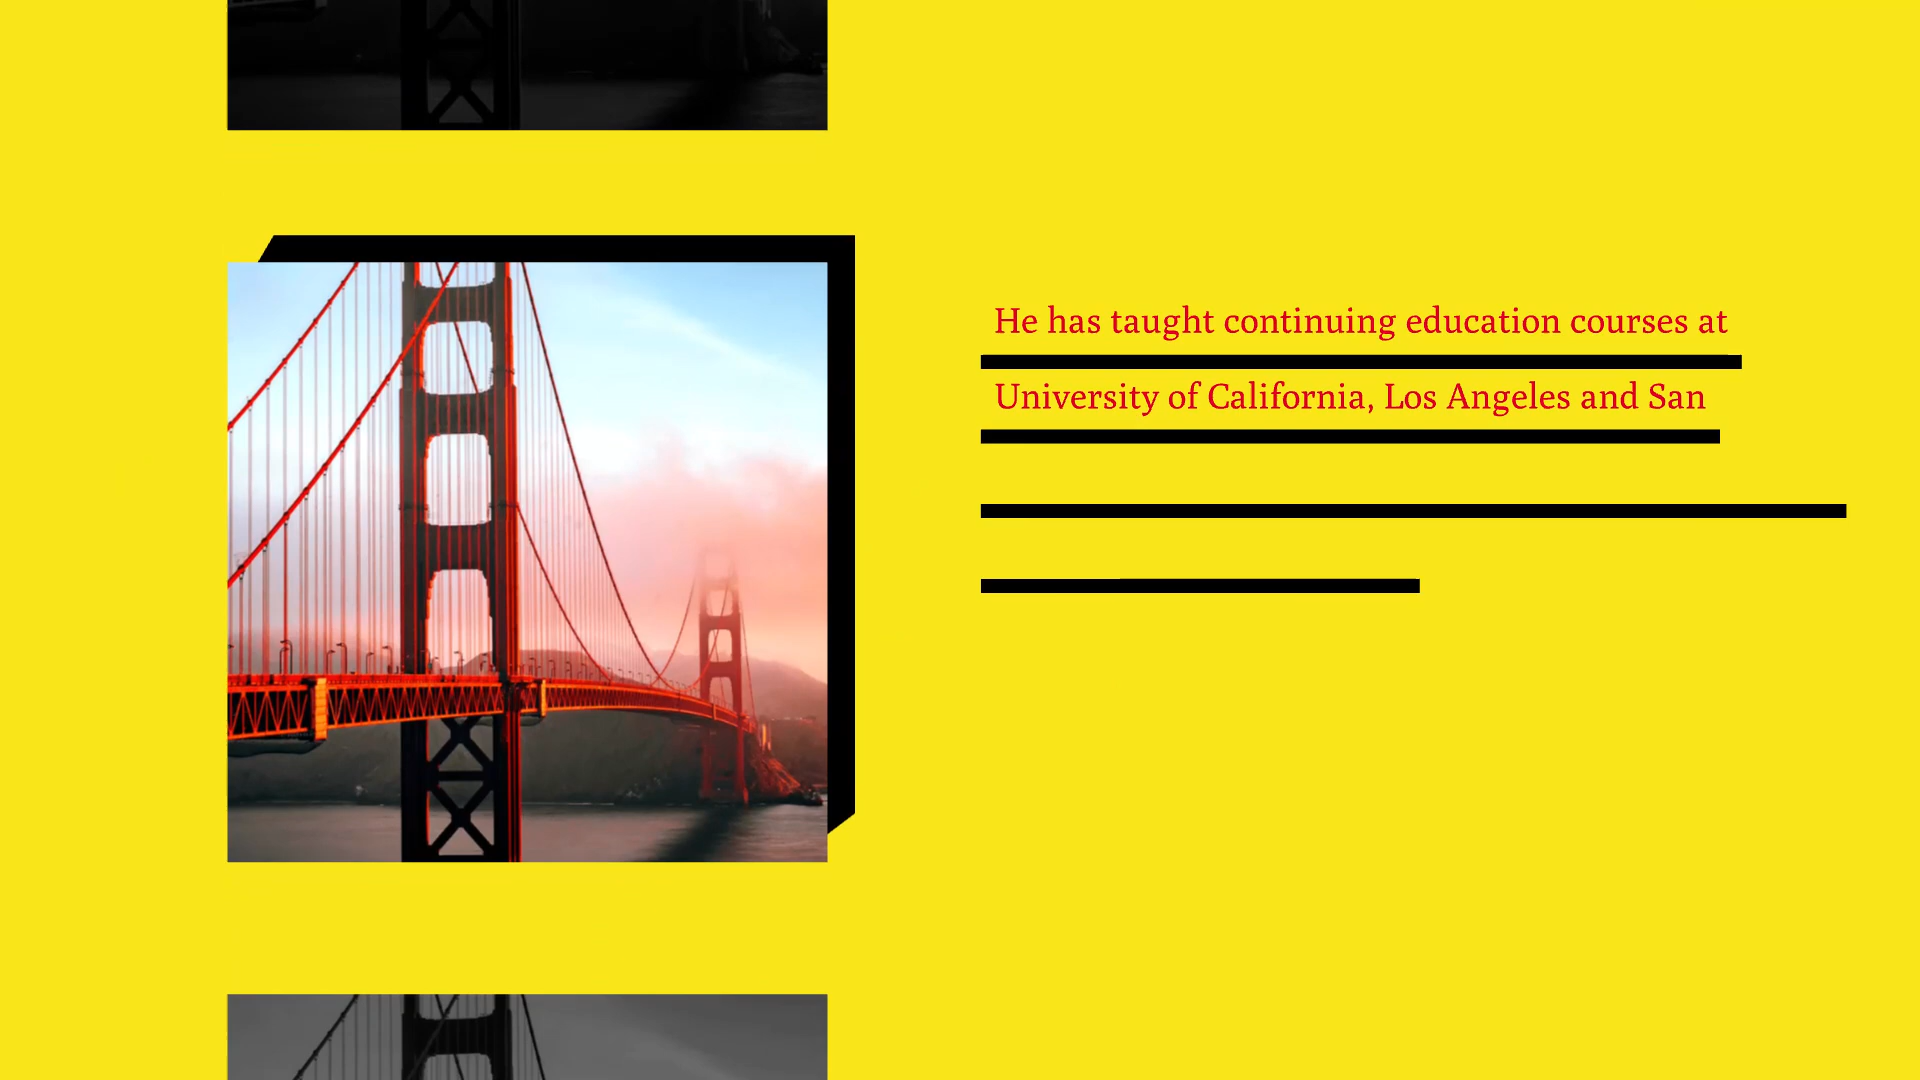 He has taught continuing education courses at
University of California, Los Angeles and San